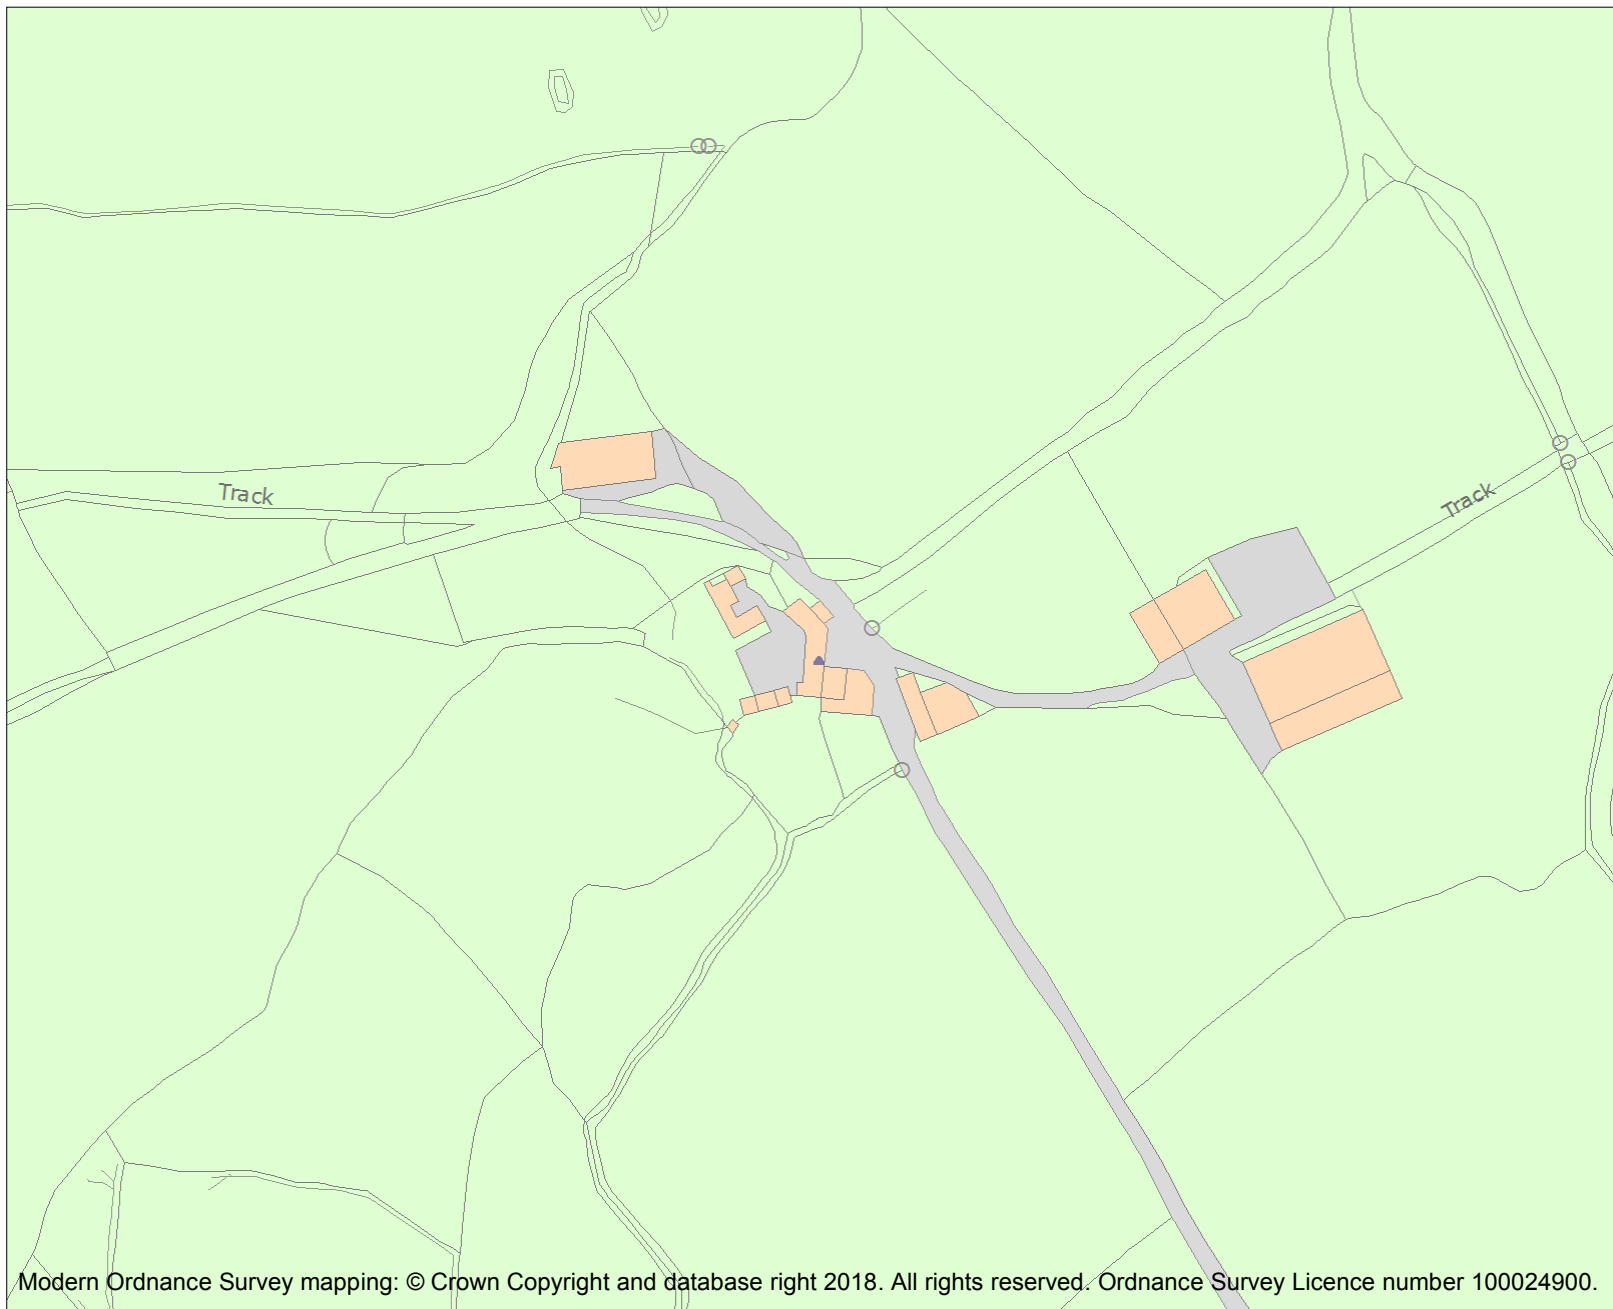 Track
Track
Modern Ordnance Survey mapping: © Crown Copyright and database right 2018. All rights reserved. Ordnance Survey Licence number 100024900.